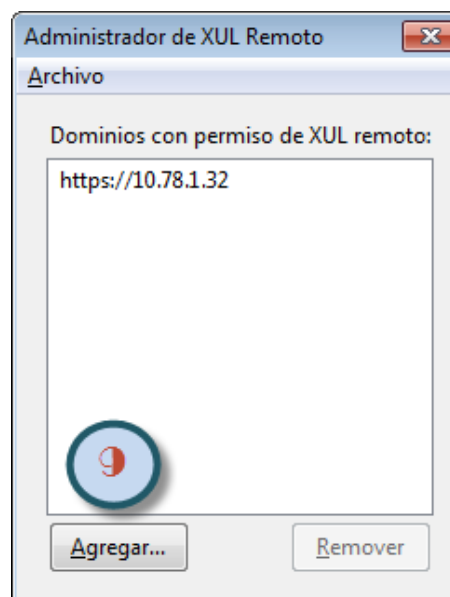 Administrador de XUL Remoto
Archivo
Dominios con permiso de XUL remoto:
https://10.78.1.32
9
Agregar...
Remover